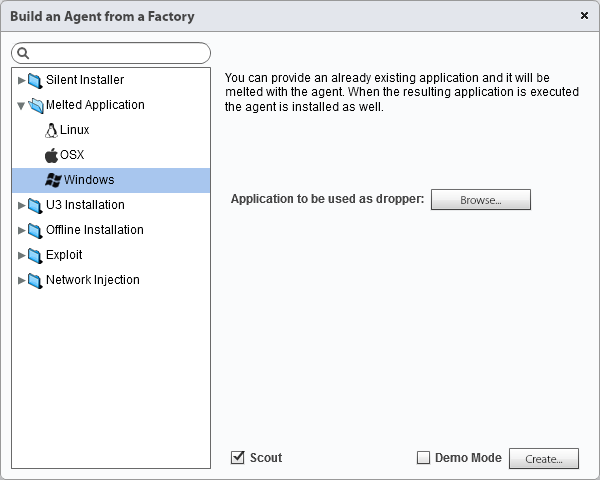 Build an Agent from a Factory
Silent Installer
Melted Application
Linux
OSX
Windows
U3 Installation
Offline Installation
Exploit
Network Injection
You can provide an already existing application and it will be
melted with the agent. When the resulting application is executed
the agent is installed as well.
Application to be used as dropper: Browse...
Scout
Demo Mode Create...